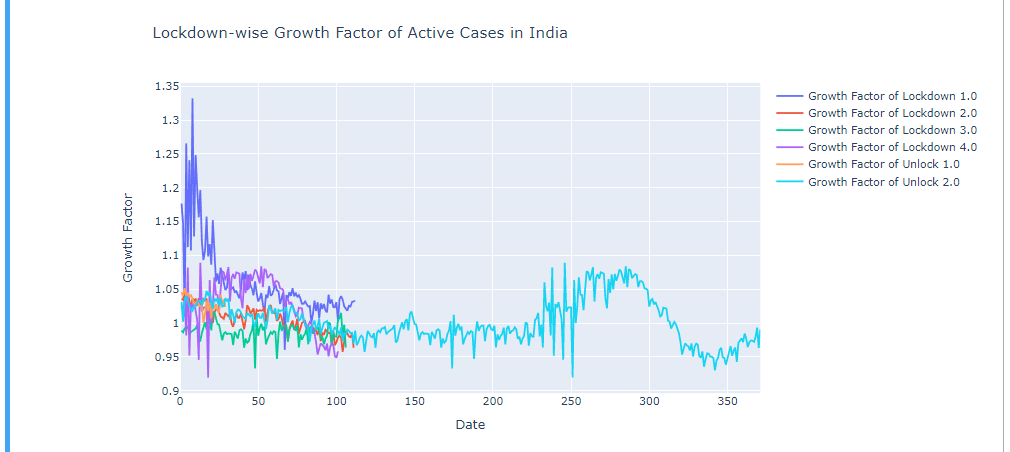 Lockdown-wise Growth Factor of Active Cases in India
1.35
1.3
1.25
1.2
1.15
1.1
1.05
1
0.95
0.9
Growth Factor
0 50 100 150 200 250 300 350
Date
Growth Factor of Lockdown 1.0
Growth Factor of Lockdown 2.0
Growth Factor of Lockdown 3.0
Growth Factor of Lockdown 4.0
Growth Factor of Unlock 1.0
Growth Factor of Unlock 2.0